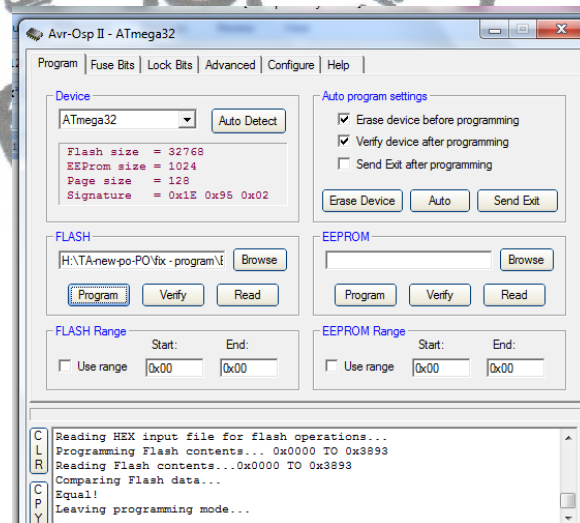 Avr-Osp II - ATmega32
Program Fuse Bits Lock Bits Advanced Configure Help
Device
ATmega32 Auto Detect
Flash size = 32768
EEProm size = 1024
Page size = 128
Signature = 0x1E 0x95 0x02
Auto program settings
Erase device before programming
Verify device after programming
Send Exit after programming
Erase Device Auto Send Exit
FLASH
H:\TA-new-po-PO\fix - program\ Browse
Program Verify Read
EEPROM
Browse
Program Verify Read
FLASH Range
Start: End:
Use range 0x00 0x00
EEPROM Range
Start: End:
Use range 0x00 0x00
CLR
CPY
Reading HEX input file for flash operations...
Programming Flash contents... 0x0000 TO 0x3893
Reading Flash contents...0x0000 TO 0x3893
Comparing Flash data...
Equal!
Leaving programming mode...